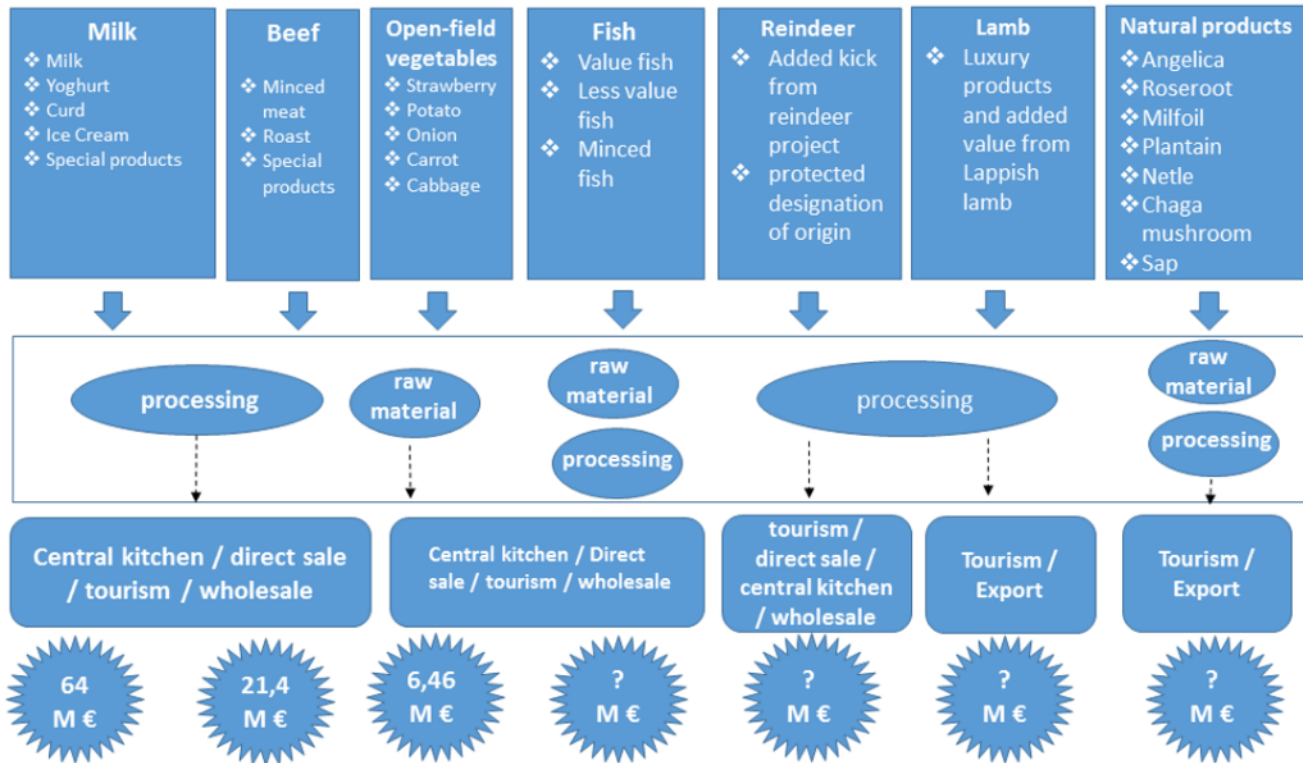 Milk
❖ Milk
❖ Yoghurt
❖ Curd
❖ Ice Cream
❖ Special products
Beef
❖ Minced
meat
❖ Roast
❖ Special
products
Open-field
vegetables
❖ Strawberry
❖ Potato
❖ Onion
❖ Carrot
❖ Cabbage
Fish
❖ Value fish
❖ Less value
fish
❖ Minced
fish
Reindeer
❖ Added kick
from
reindeer
project
❖ protected
designation
of origin
Lamb
❖ Luxury
products
and added
value from
Lappish
lamb
Natural products
❖ Angelica
❖ Roseroot
❖ Milfoil
❖ Plantain
❖ Netle
❖ Chaga
mushroom
❖ Sap
processing
raw
material
raw
material
processing
processing
raw
material
processing
Central kitchen / direct sale
/ tourism / wholesale
Central kitchen / Direct
sale / tourism / wholesale
tourism /
direct sale /
central kitchen
/ wholesale
Tourism /
Export
Tourism /
Export
64
M €
21,4
M €
6,46
M €
?
M €
?
M €
?
M €
?
M €